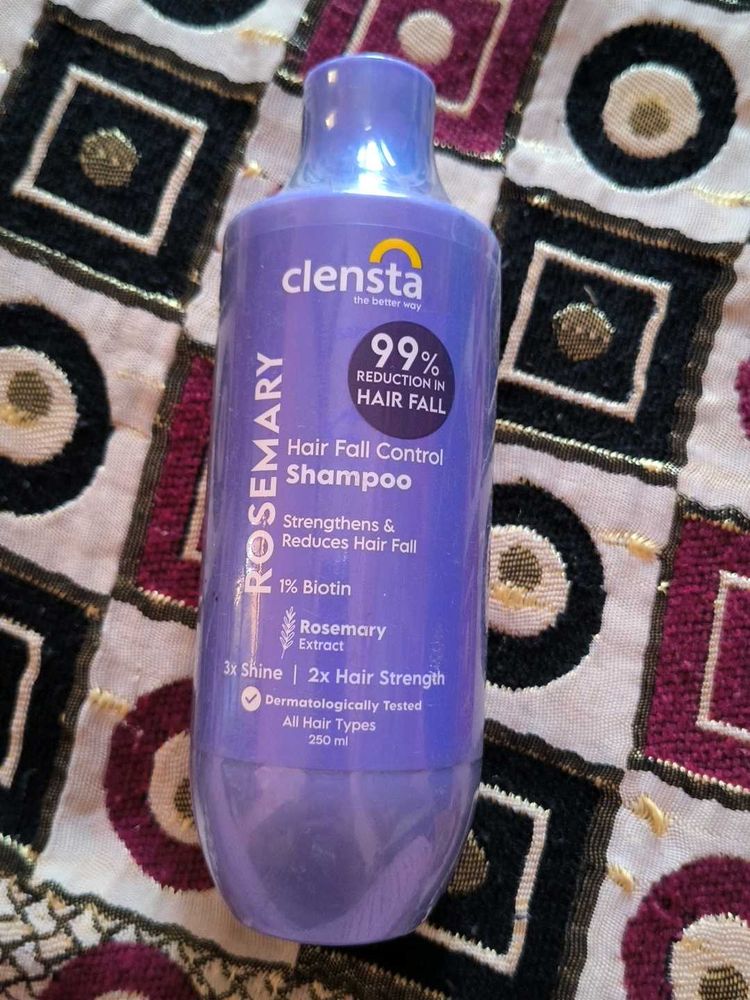 clensta
the better way
99%
REDUCTION IN
HAIR FALL
ROSEMARY
Hair Fall Control
Shampoo
Strengthens &
Reduces Hair Fall
1% Biotin
Rosemary
Extract
3x Shine | 2x Hair Strength
Dermatologically Tested
All Hair Types
250 ml